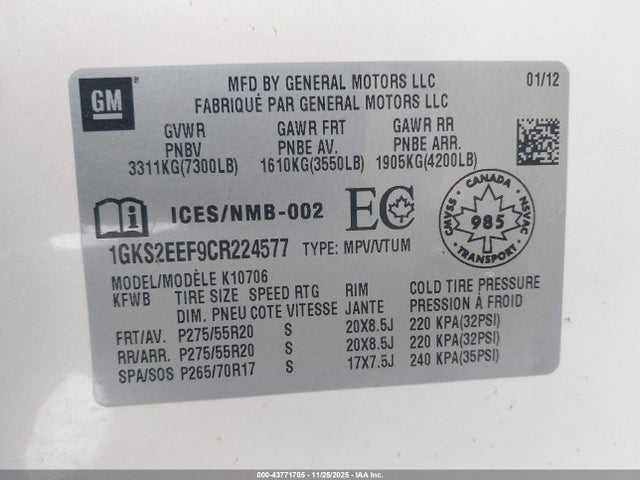 GM
MFD BY GENERAL MOTORS LLC 01/12
FABRIQUÉ PAR GENERAL MOTORS LLC
GVWR GAWR FRT GAWR RR
PNBV PNBE AV. PNBE ARR.
3311KG(7300LB) 1610KG(3550LB) 1905KG(4200LB)
i ICES/NMB-002 EC
CANADA
CMVSS 985 NSVAC
TRANSPORT
1GKS2EEF9CR224577 TYPE: MPV/VTUM
MODEL/MODÈLE K10706
KFWB TIRE SIZE SPEED RTG RIM COLD TIRE PRESSURE
DIM. PNEU COTE VITESSE JANTE PRESSION À FROID
FRT/AV. P275/55R20 S 20X8.5J 220 KPA(32PSI)
RR/ARR. P275/55R20 S 20X8.5J 220 KPA(32PSI)
SPA/SOS P265/70R17 S 17X7.5J 240 KPA(35PSI)
000-43771705 - 11/25/2025 - IAA Inc.